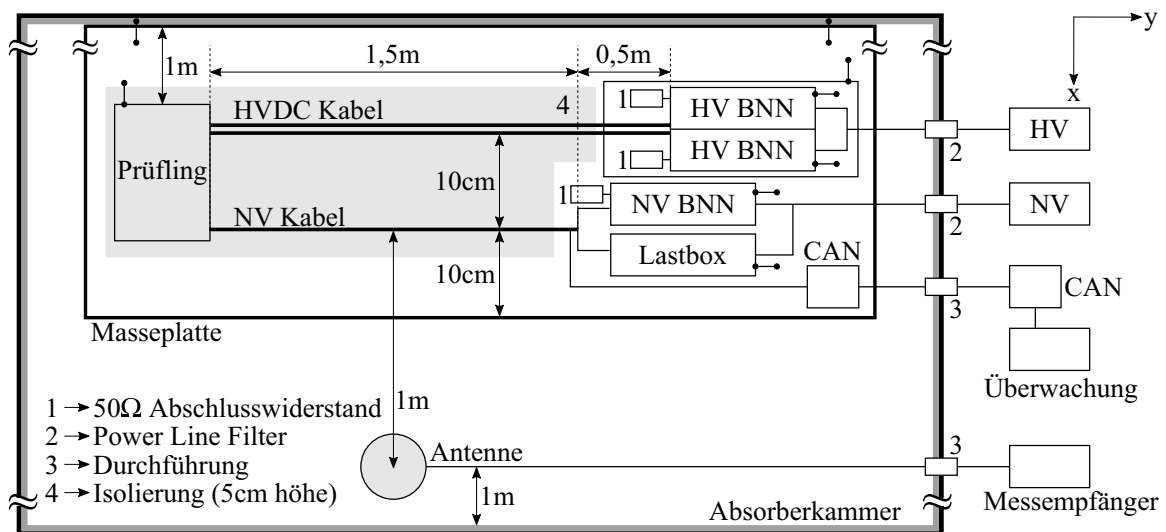 y
x
1m
1,5m
0,5m
HVDC Kabel
4
1
HV BNN
HV BNN
1
HV
2
Prüfling
10cm
NV Kabel
1
NV BNN
NV
2
Lastbox
10cm
CAN
CAN
3
Masseplatte
Überwachung
1 → 50Ω Abschlusswiderstand
2 → Power Line Filter
3 → Durchführung
4 → Isolierung (5cm höhe)
1m
Antenne
3
1m
Messempfänger
Absorberkammer